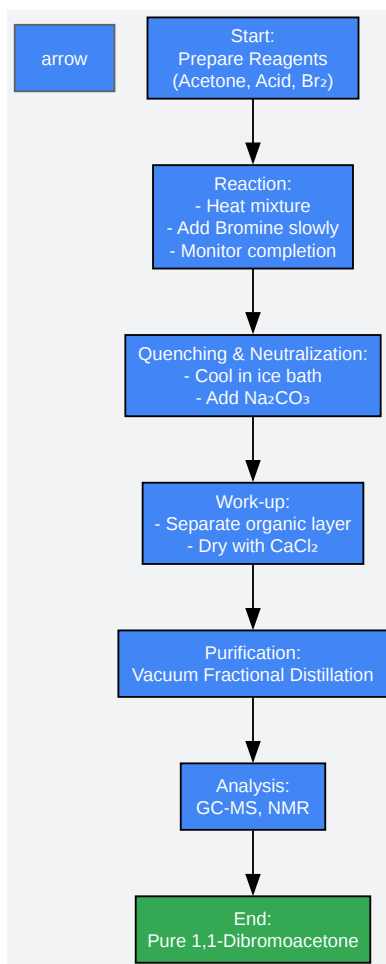 arrow
Start:
Prepare Reagents
(Acetone, Acid, Br₂)
Reaction:
- Heat mixture
- Add Bromine slowly
- Monitor completion
Quenching & Neutralization:
- Cool in ice bath
- Add Na₂CO₃
Work-up:
- Separate organic layer
- Dry with CaCl₂
Purification:
Vacuum Fractional Distillation
Analysis:
GC-MS, NMR
End:
Pure 1,1-Dibromoacetone